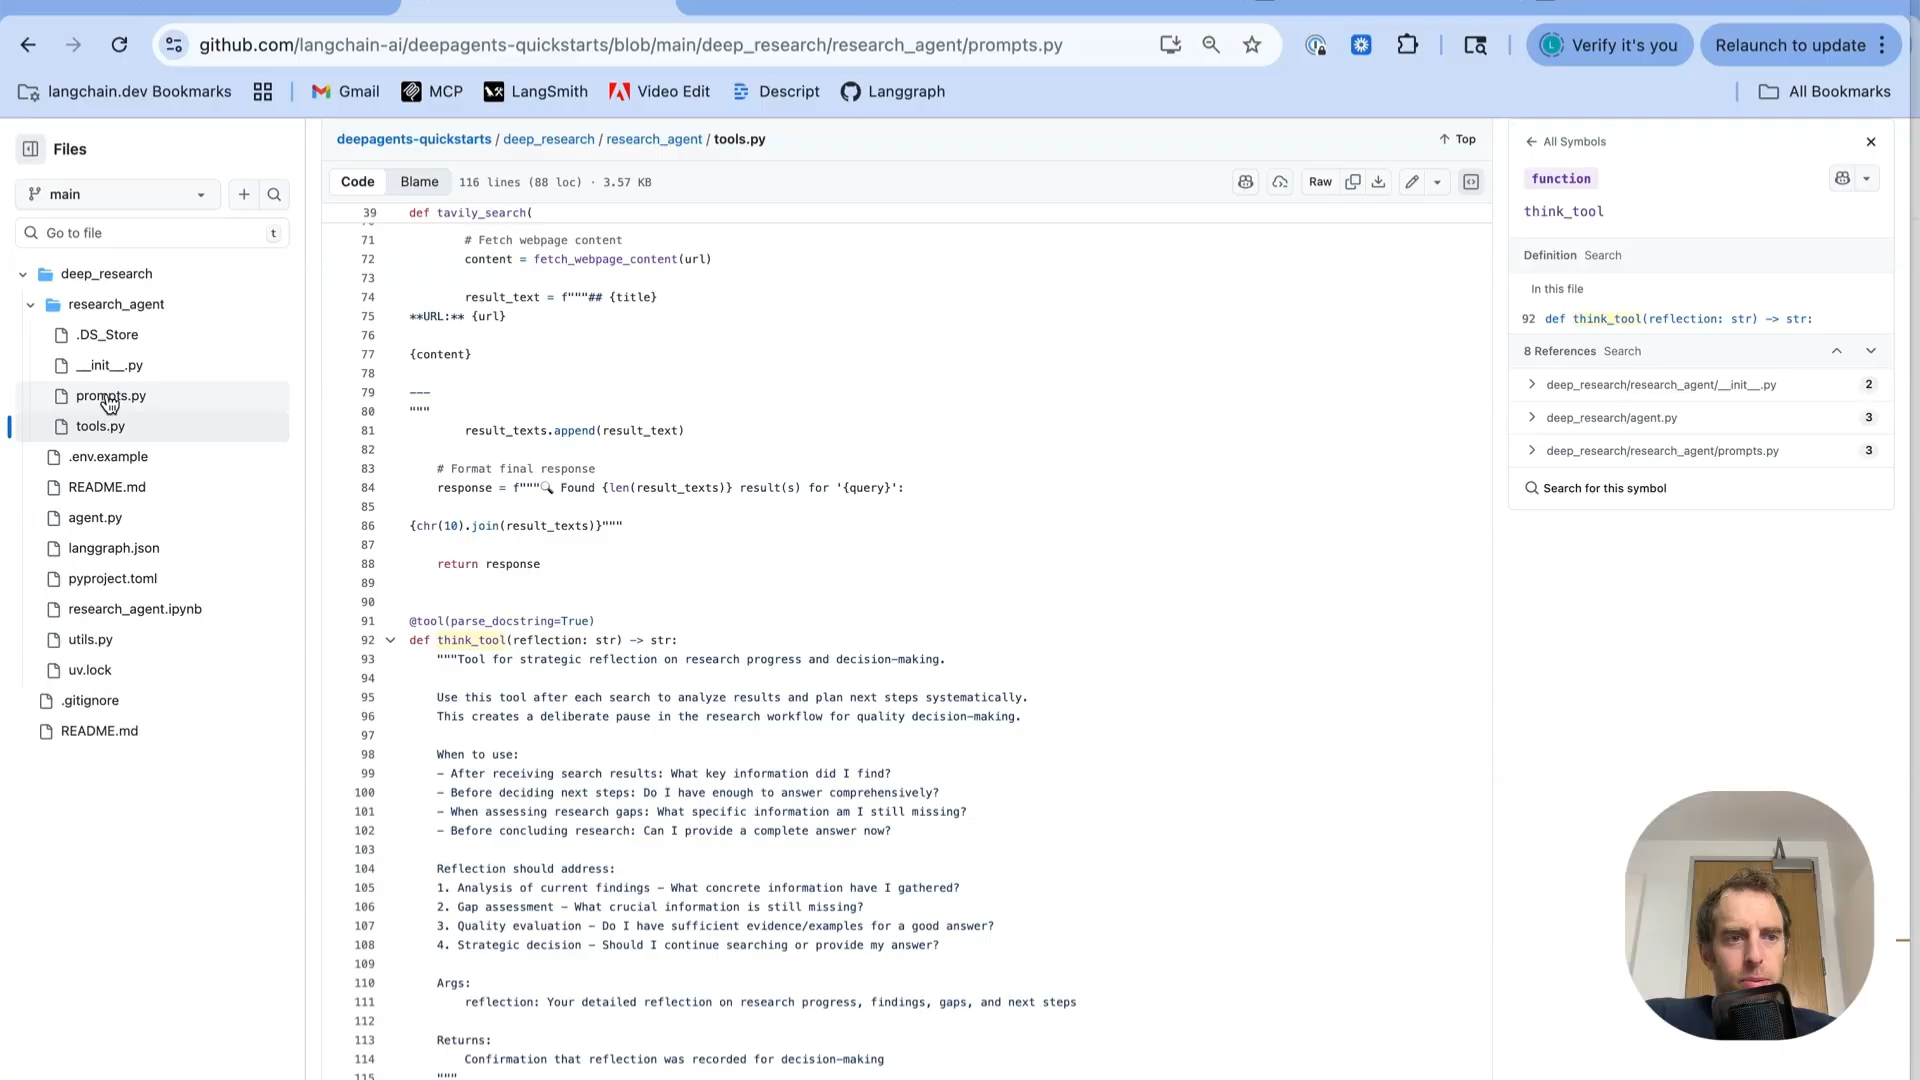 github.com/langchain-ai/deepagents-quickstarts/blob/main/deep_research/research_agent/prompts.py
Verify it's you
Relaunch to update
langchain.dev Bookmarks
Gmail
MCP
LangSmith
Video Edit
Descript
Langgraph
All Bookmarks
Files
main
Go to file
t
deep_research
research_agent
.DS_Store
__init__.py
prompts.py
tools.py
.env.example
README.md
agent.py
langgraph.json
pyproject.toml
research_agent.ipynb
utils.py
uv.lock
.gitignore
README.md
deepagents-quickstarts / deep_research / research_agent / tools.py
Top
Code Blame 116 lines (88 loc) · 3.57 KB
Raw
39 def tavily_search(
71 # Fetch webpage content
72 content = fetch_webpage_content(url)
73
74 result_text = f"""## {title}
75 **URL:** {url}
76
77 {content}
78
79 ---
80 """
81 result_texts.append(result_text)
82
83 # Format final response
84 response = f"""🔍 Found {len(result_texts)} result(s) for '{query}':
85
86 {chr(10).join(result_texts)}"""
87
88 return response
89
90
91 @tool(parse_docstring=True)
92 def think_tool(reflection: str) -> str:
93 """Tool for strategic reflection on research progress and decision-making.
94
95 Use this tool after each search to analyze results and plan next steps systematically.
96 This creates a deliberate pause in the research workflow for quality decision-making.
97
98 When to use:
99 - After receiving search results: What key information did I find?
100 - Before deciding next steps: Do I have enough to answer comprehensively?
101 - When assessing research gaps: What specific information am I still missing?
102 - Before concluding research: Can I provide a complete answer now?
103
104 Reflection should address:
105 1. Analysis of current findings - What concrete information have I gathered?
106 2. Gap assessment - What crucial information is still missing?
107 3. Quality evaluation - Do I have sufficient evidence/examples for a good answer?
108 4. Strategic decision - Should I continue searching or provide my answer?
109
110 Args:
111 reflection: Your detailed reflection on research progress, findings, gaps, and next steps
112
113 Returns:
114 Confirmation that reflection was recorded for decision-making
115 """
All Symbols
function
think_tool
Definition Search
In this file
92 def think_tool(reflection: str) -> str:
8 References Search
deep_research/research_agent/__init__.py 2
deep_research/agent.py 3
deep_research/research_agent/prompts.py 3
Search for this symbol